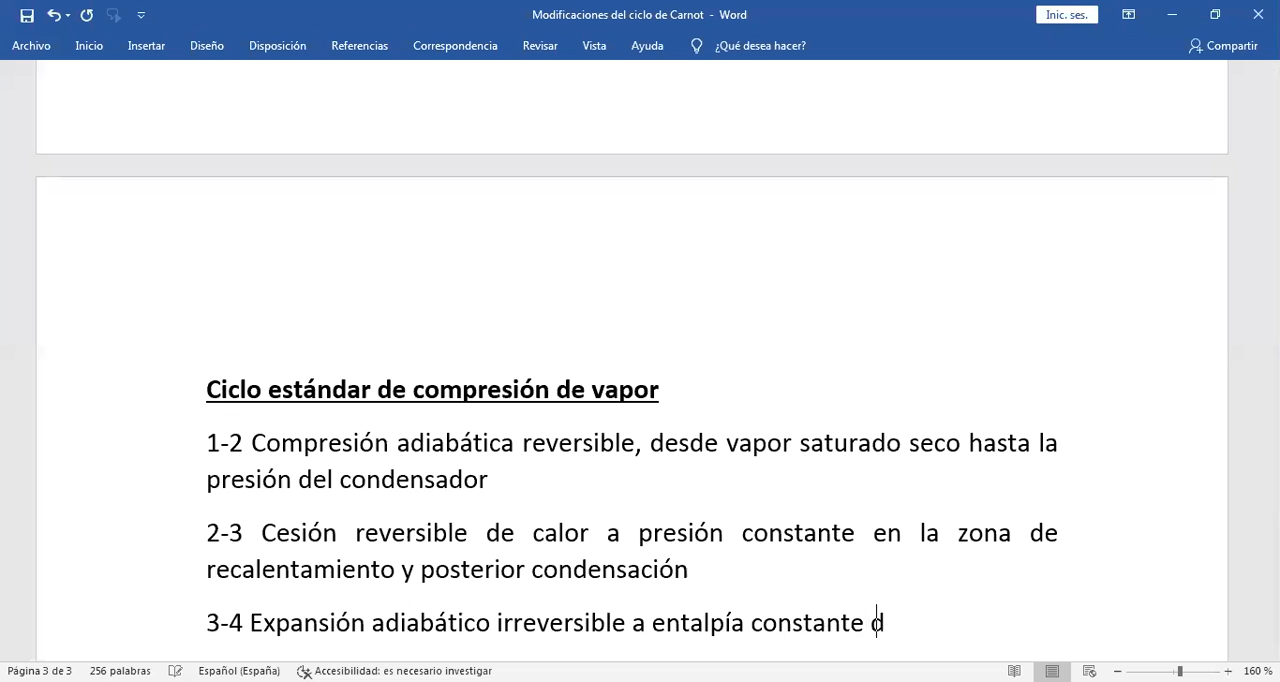 Modificaciones del ciclo de Carnot - Word
Inic. ses.
Archivo Inicio Insertar Diseño Disposición Referencias Correspondencia Revisar Vista Ayuda ¿Qué desea hacer? Compartir
Ciclo estándar de compresión de vapor
1-2 Compresión adiabática reversible, desde vapor saturado seco hasta la
presión del condensador
2-3 Cesión reversible de calor a presión constante en la zona de
recalentamiento y posterior condensación
3-4 Expansión adiabático irreversible a entalpía constante d
Página 3 de 3 256 palabras Español (España) Accesibilidad: es necesario investigar 160 %